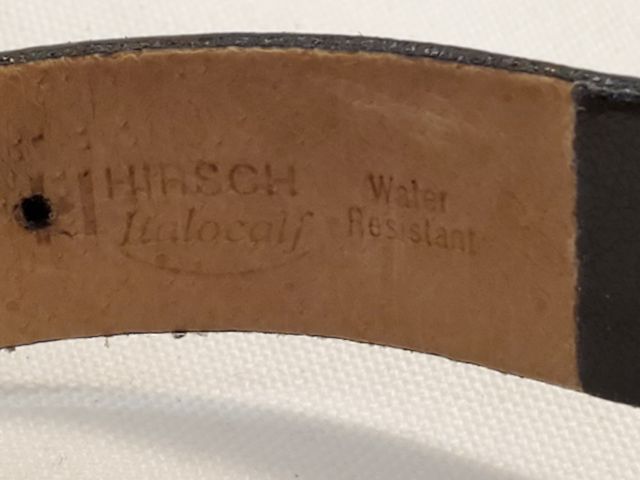 HIRSCH
Italocalf
Water
Resistant